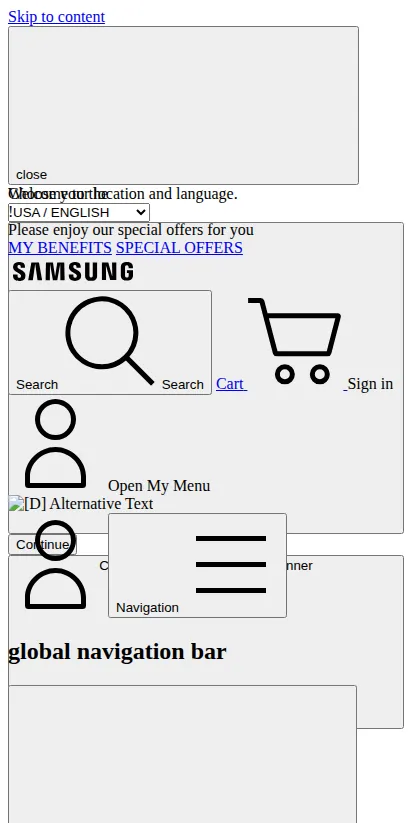 Skip to content
close
Choose your location and language.
Welcome to the
!
USA / ENGLISH
Please enjoy our special offers for you
MY BENEFITS SPECIAL OFFERS
SAMSUNG
Search Search Cart Sign in
Open My Menu
[D] Alternative Text
Continue
C nner
Navigation
global navigation bar